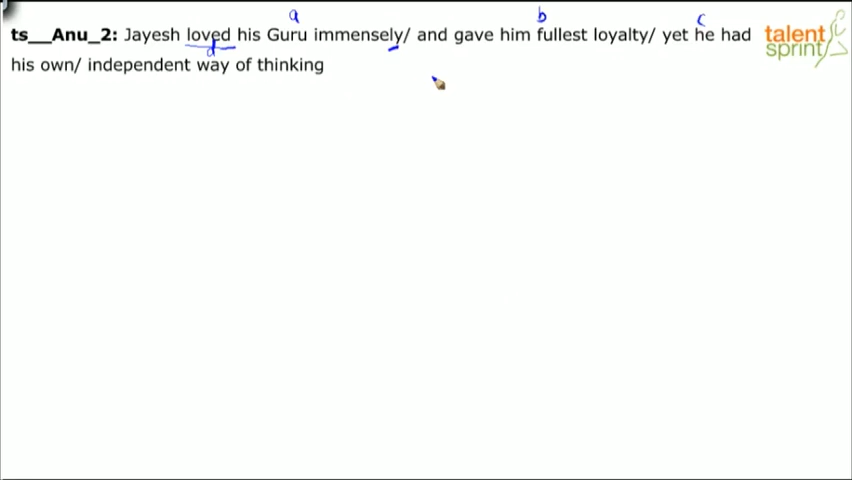 a b c
ts__Anu_2: Jayesh loved his Guru immensely/ and gave him fullest loyalty/ yet he had
talent
sprint
d
his own/ independent way of thinking